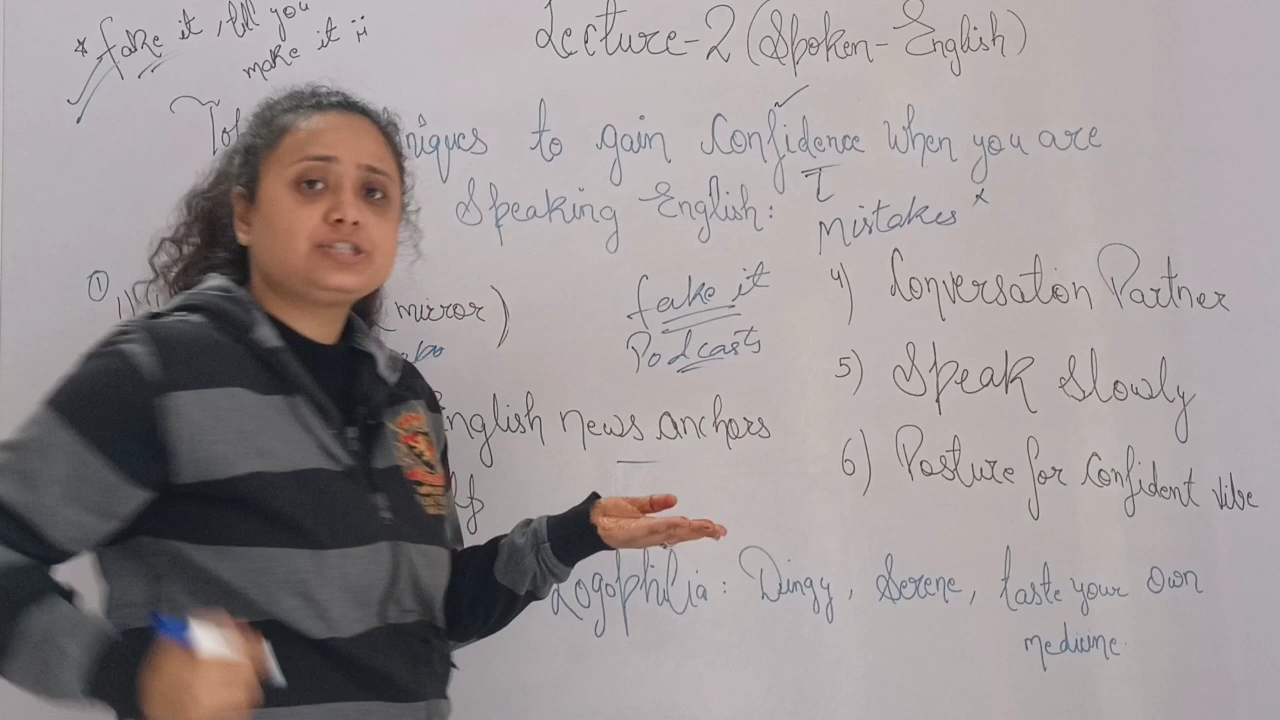 * fake it, till you
make it ::
Lecture-2 (Spoken-English)
to gain Confidence When you are
Speaking English:
mistakes x
1
(mirror)
fake it
Podcasts
English news anchors
4) Conversation Partner
5) Speak Slowly
6) Posture for Confident vibe
Logophilia: Dingy, Serene, taste your own
medicine.